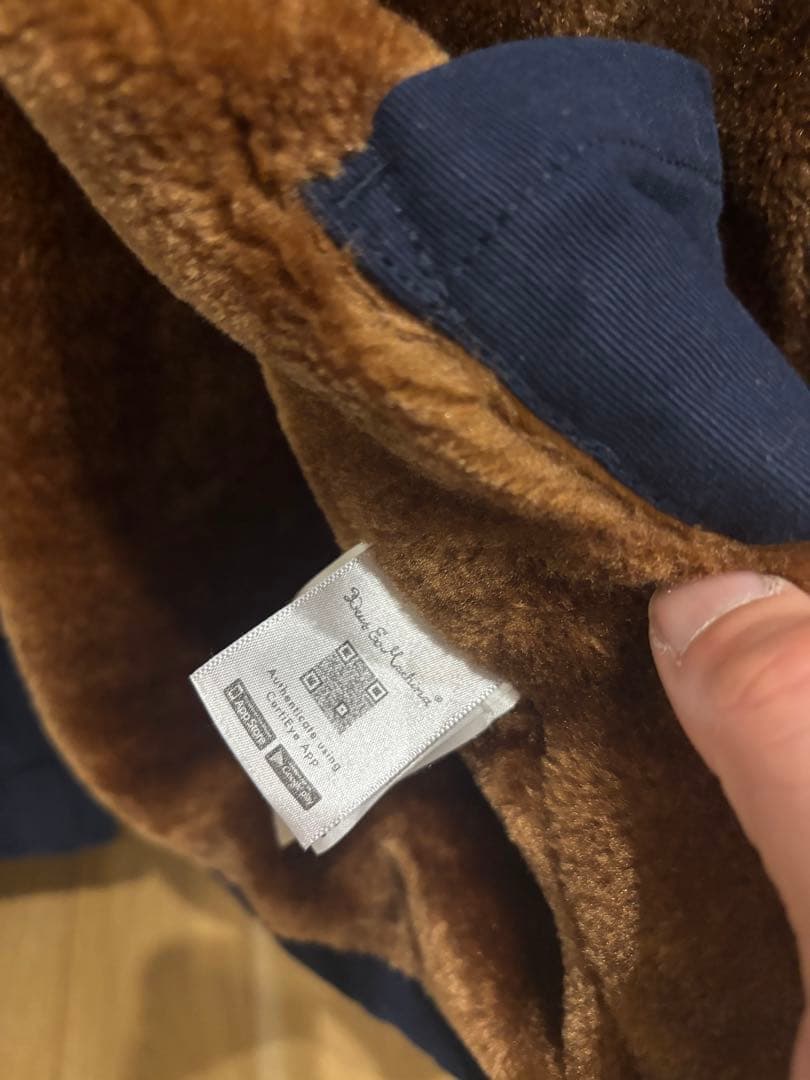 Deus Ex Machina®
Authenticate using
CertiEye App
App Store
Google play